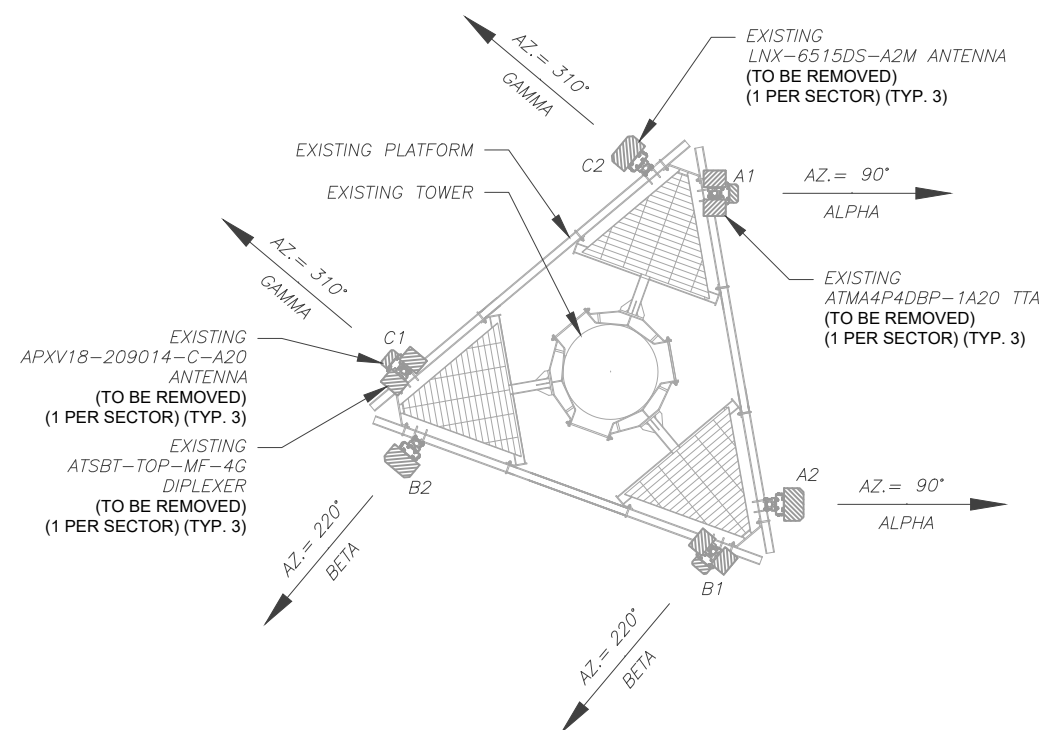 EXISTING
LNX-6515DS-A2M ANTENNA
(TO BE REMOVED)
(1 PER SECTOR) (TYP. 3)
AZ.= 310°
GAMMA
EXISTING PLATFORM
C2
EXISTING TOWER
A1
AZ.= 90°
ALPHA
AZ.= 310°
GAMMA
EXISTING
ATMA4P4DBP-1A20 TTA
(TO BE REMOVED)
(1 PER SECTOR) (TYP. 3)
C1
EXISTING
APXV18-209014-C-A20
ANTENNA
(TO BE REMOVED)
(1 PER SECTOR) (TYP. 3)
EXISTING
ATSBT-TOP-MF-4G
DIPLEXER
(TO BE REMOVED)
(1 PER SECTOR) (TYP. 3)
B2
A2
AZ.= 90°
ALPHA
AZ.= 220°
BETA
B1
AZ.= 220°
BETA